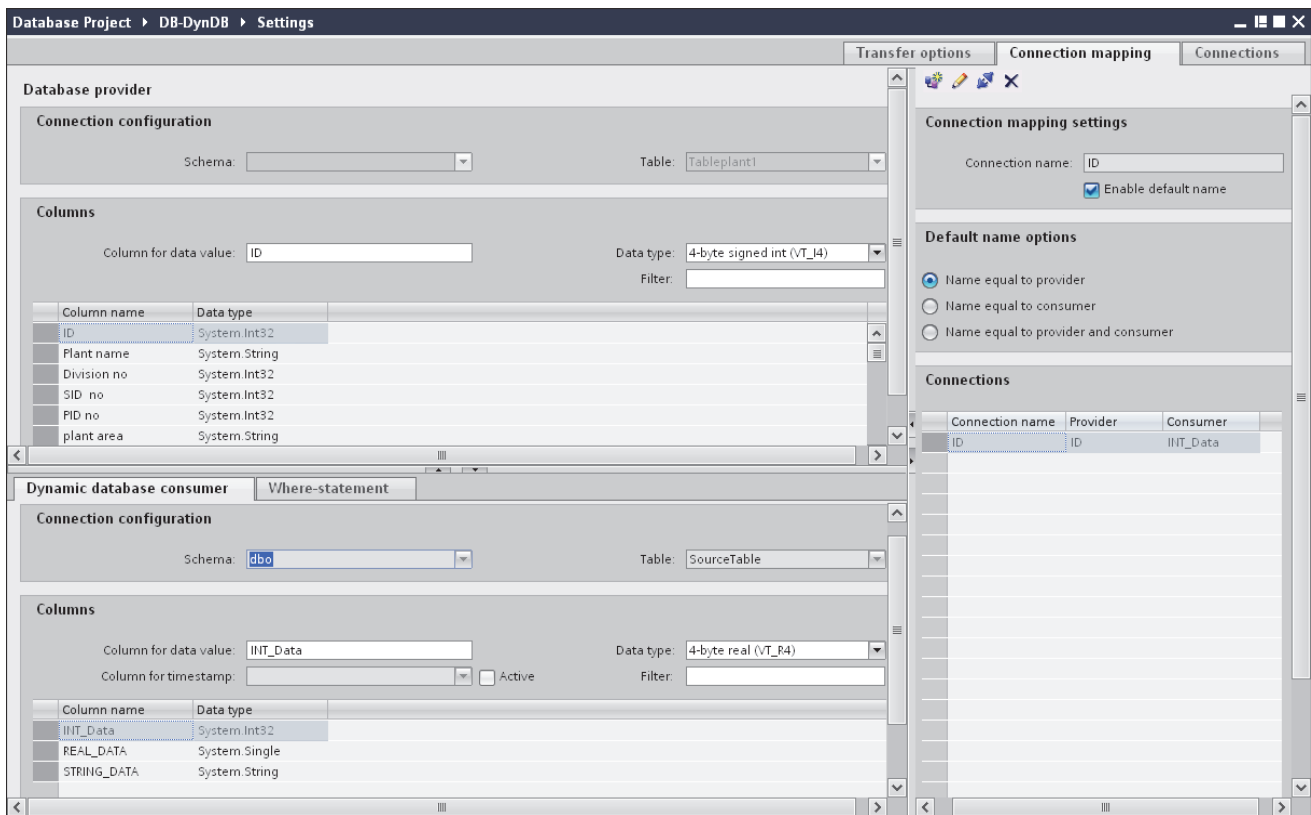 Database Project ▸ DB-DynDB ▸ Settings
Transfer options Connection mapping Connections
Database provider
Connection configuration
Schema: Table: Tableplant1
Columns
Column for data value: ID Data type: 4-byte signed int (VT_I4)
Filter:
Column name Data type
ID System.Int32
Plant name System.String
Division no System.Int32
SID no System.Int32
PID no System.Int32
plant area System.String
Dynamic database consumer Where-statement
Connection configuration
Schema: dbo Table: SourceTable
Columns
Column for data value: INT_Data Data type: 4-byte real (VT_R4)
Column for timestamp: Active Filter:
Column name Data type
INT_Data System.Int32
REAL_DATA System.Single
STRING_DATA System.String
Connection mapping settings
Connection name: ID
Enable default name
Default name options
Name equal to provider
Name equal to consumer
Name equal to provider and consumer
Connections
Connection name Provider Consumer
ID ID INT_Data